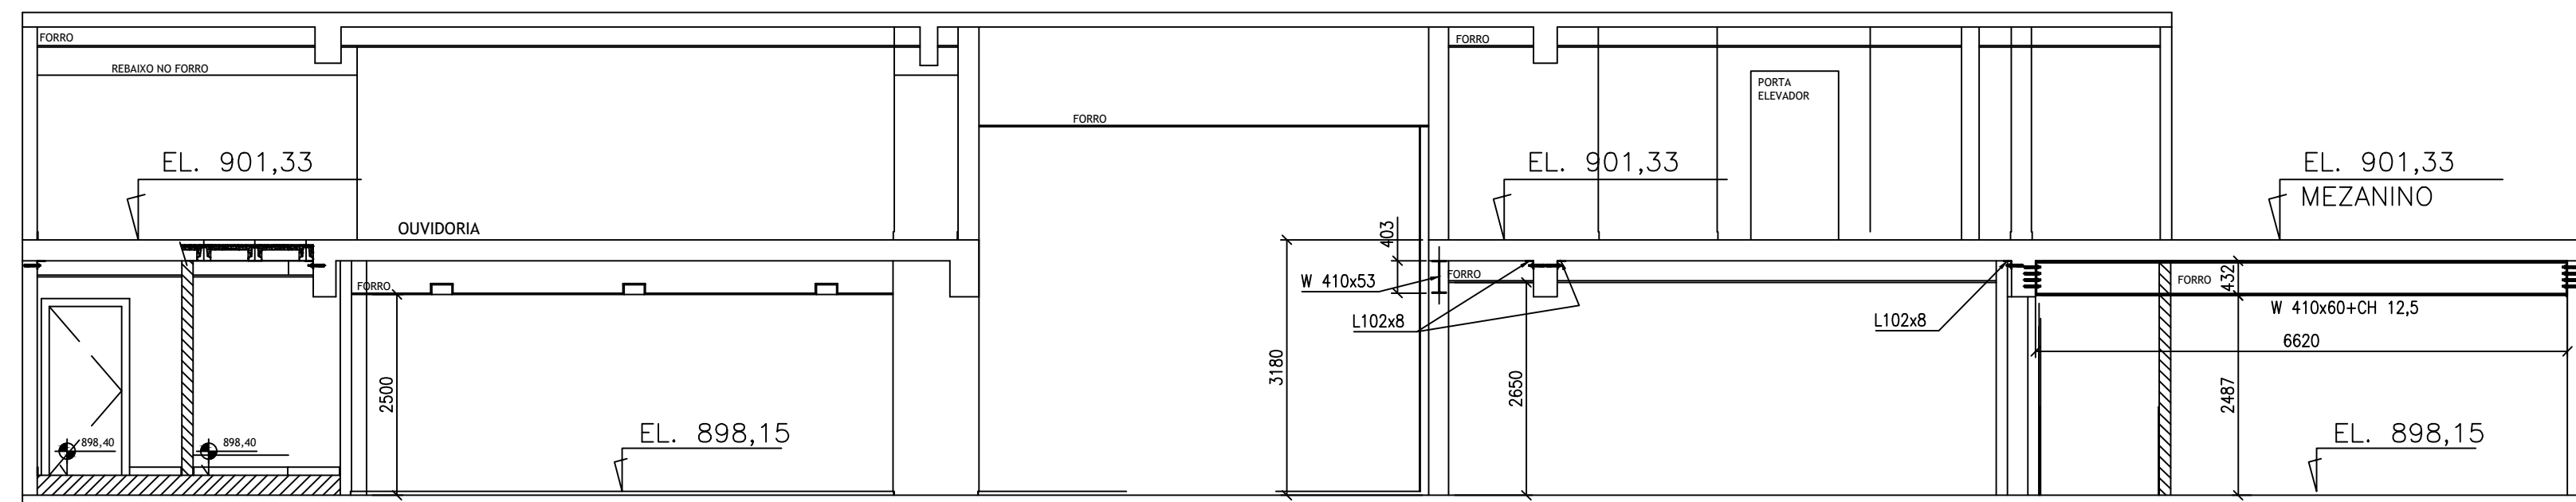 FORRO
REBAIXO NO FORRO
EL. 901,33
OUVIDORIA
FORRO
898,40
898,40
2500
EL. 898,15
FORRO
3180
403
W 410x53
L102x8
FORRO
PORTA
ELEVADOR
EL. 901,33
FORRO
2650
L102x8
EL. 901,33
MEZANINO
FORRO
432
W 410x60+CH 12,5
6620
2487
EL. 898,15